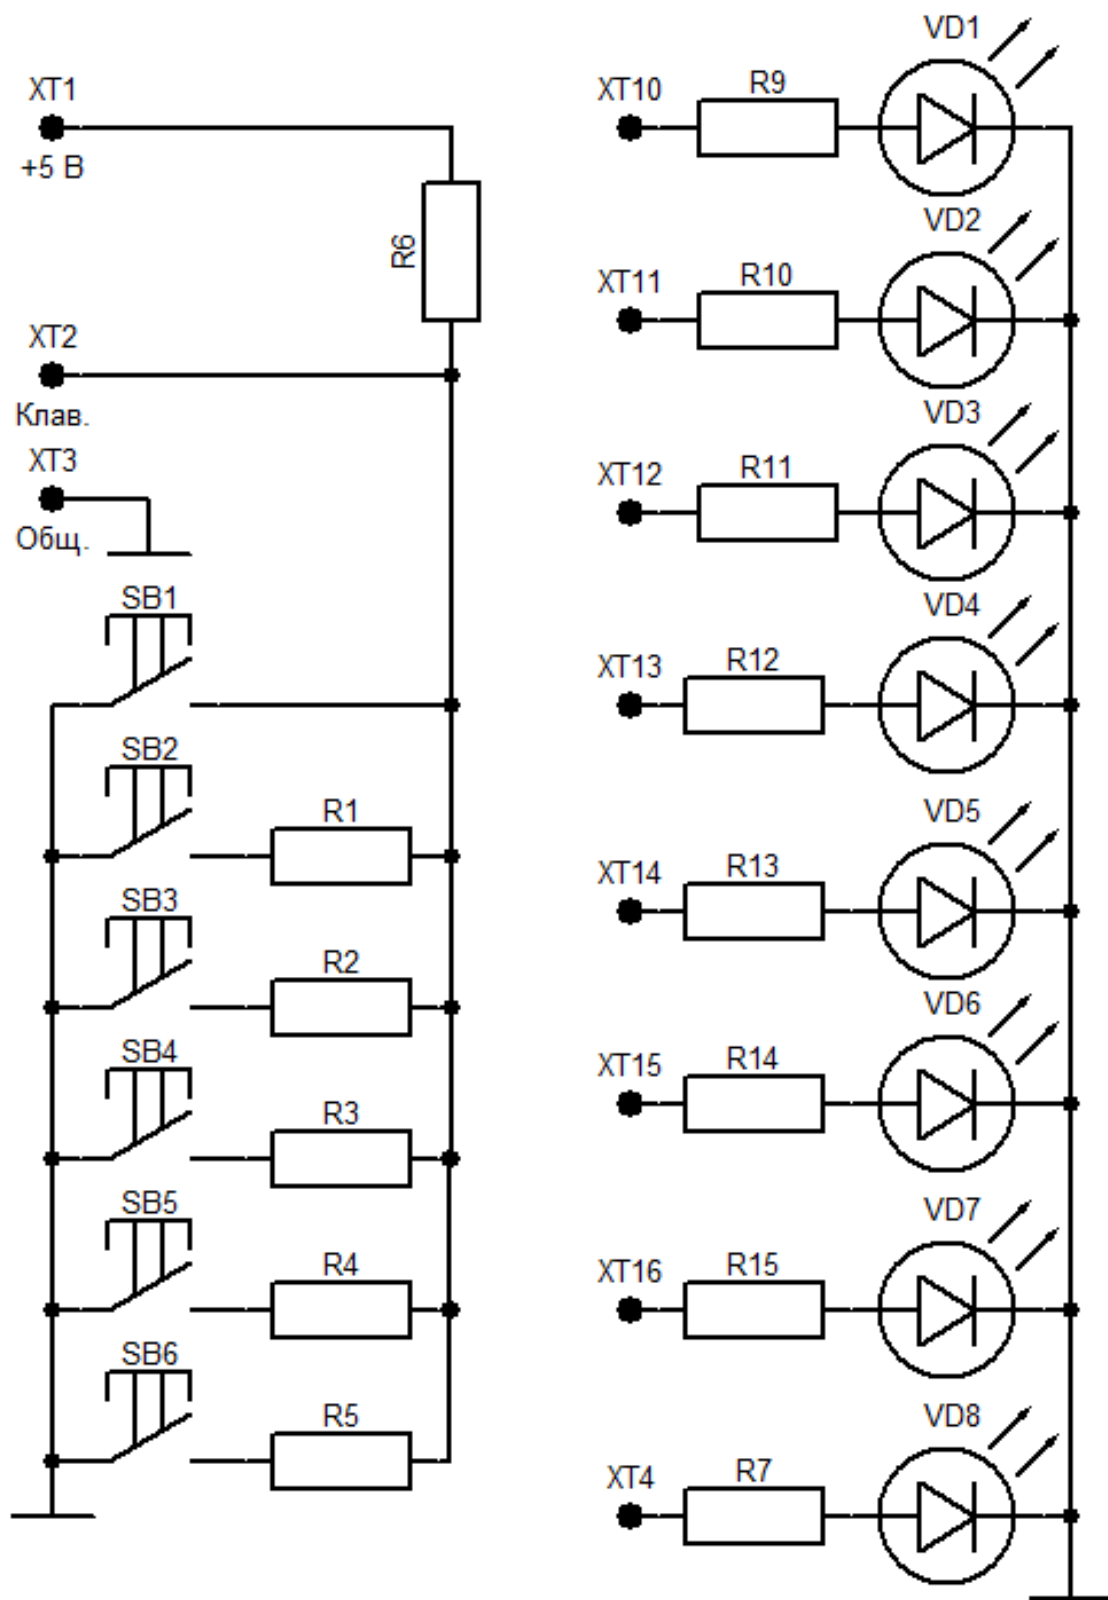 XT1
+5 В
R6
XT2
Клав.
XT3
Общ.
SB1
SB2
R1
SB3
R2
SB4
R3
SB5
R4
SB6
R5
VD1
XT10
R9
VD2
XT11
R10
VD3
XT12
R11
VD4
XT13
R12
VD5
XT14
R13
VD6
XT15
R14
VD7
XT16
R15
VD8
XT4
R7